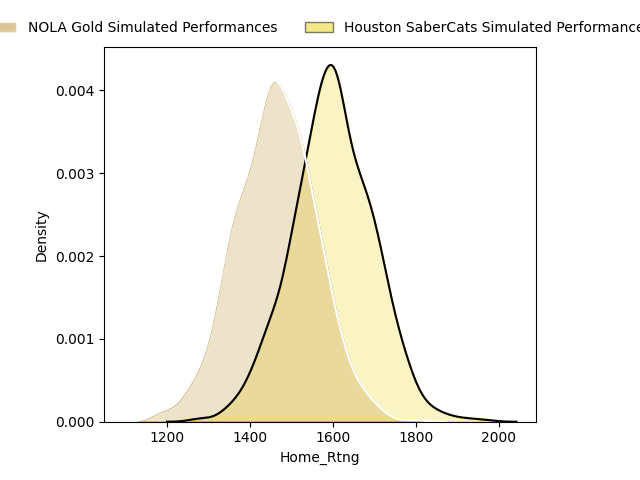 NOLA Gold Simulated Performances Houston SaberCats Simulated Performance
0.004
0.003
0.002
0.001
0.000
Density
1200 1400 1600 1800 2000
Home_Rtng